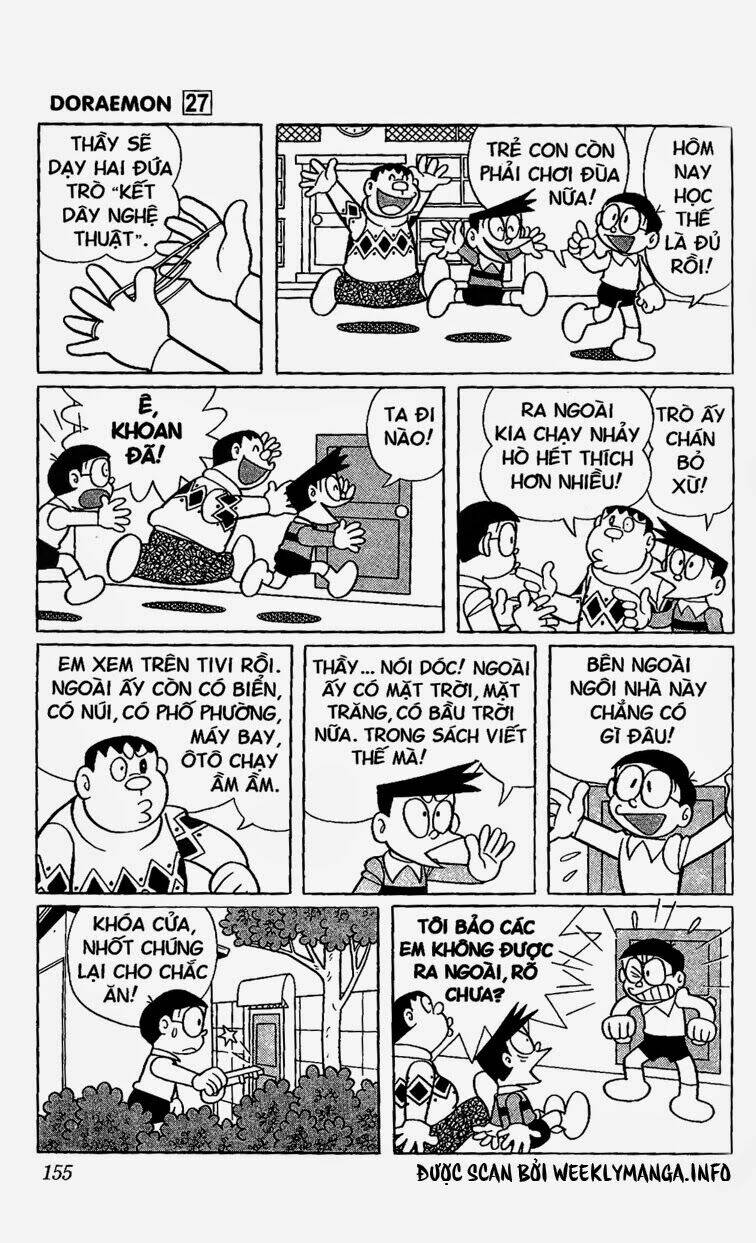 DORAEMON 27
HÔM
NAY
HỌC
THẾ
LÀ ĐỦ
RỒI!
TRẺ CON CÒN
PHẢI CHƠI ĐÙA
NỮA!
THẦY SẼ
DẠY HAI ĐỨA
TRÒ "KẾT
DÂY NGHỆ
THUẬT".
TRÒ ẤY
CHÁN
BỎ
XỪ!
RA NGOÀI
KIA CHẠY NHẢY
HÒ HÉT THÍCH
HƠN NHIỀU!
TA ĐI
NÀO!
Ê,
KHOAN
ĐÃ!
BÊN NGOÀI
NGÔI NHÀ NÀY
CHẲNG CÓ
GÌ ĐÂU!
THẦY... NÓI DÓC! NGOÀI
ẤY CÓ MẶT TRỜI, MẶT
TRĂNG, CÓ BẦU TRỜI
NỮA. TRONG SÁCH VIẾT
THẾ MÀ!
EM XEM TRÊN TIVI RỒI.
NGOÀI ẤY CÒN CÓ BIỂN,
CÓ NÚI, CÓ PHỐ PHƯỜNG,
MÁY BAY,
ÔTÔ CHẠY
ẦM ẦM.
TÔI BẢO CÁC
EM KHÔNG ĐƯỢC
RA NGOÀI, RÕ
CHƯA?
KHÓA CỬA,
NHỐT CHÚNG
LẠI CHO CHẮC
ĂN!
155
ĐƯỢC SCAN BỞI WEEKLYMANGA.INFO